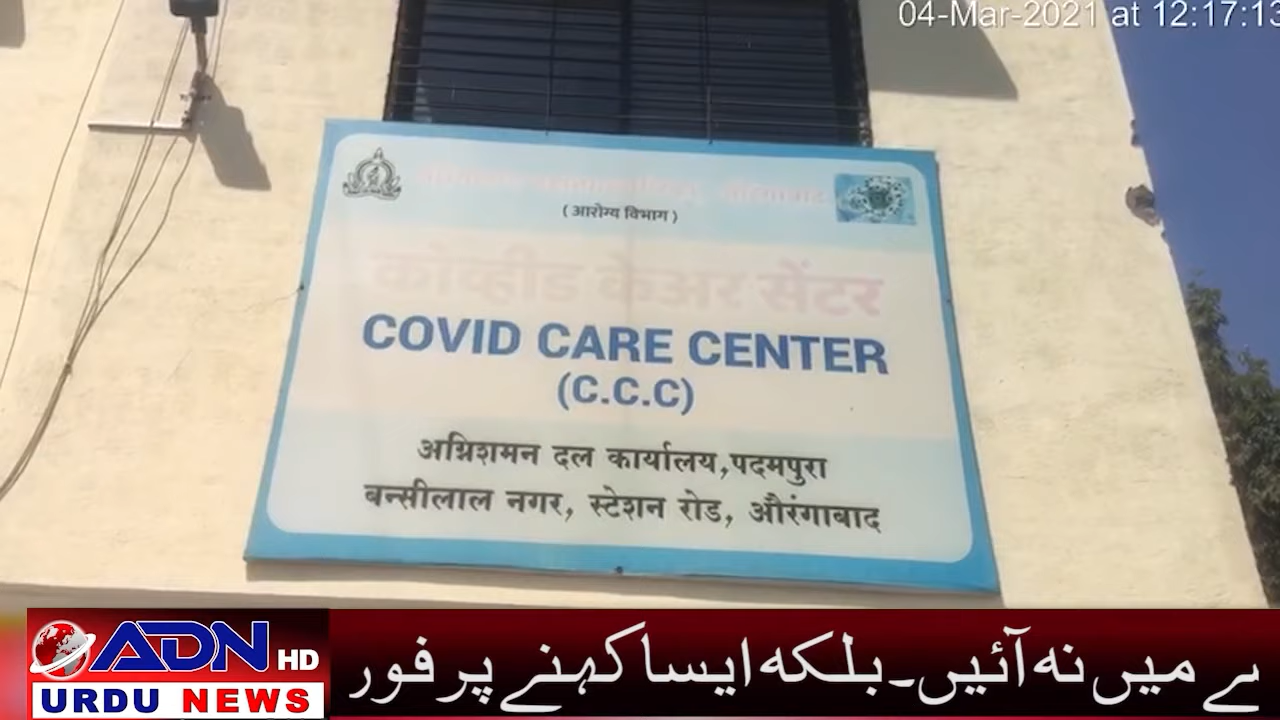 04-Mar-2021 at 12:17:13
औरंगाबाद
( आरोग्य विभाग )
कोव्हीड केअर सेंटर
COVID CARE CENTER
(C.C.C)
अग्निशमन दल कार्यालय,पदमपुरा
बन्सीलाल नगर, स्टेशन रोड, औरंगाबाद
ADN HD
URDU NEWS
میں نہ آئیں۔ بلکہ ایسا کہنے پر فور